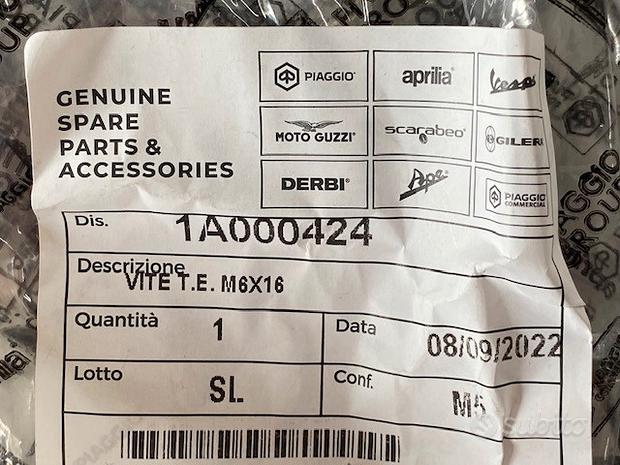 GENUINE
SPARE
PARTS &
ACCESSORIES
PIAGGIO
aprilia
Vespa
MOTO GUZZI
scarabeo
GILERA
DERBI
Ape
PIAGGIO
COMMERCIAL
Dis. 1A000424
Descrizione
VITE T.E. M6X16
Quantità 1 Data 08/09/2022
Lotto SL Conf. M5
subito